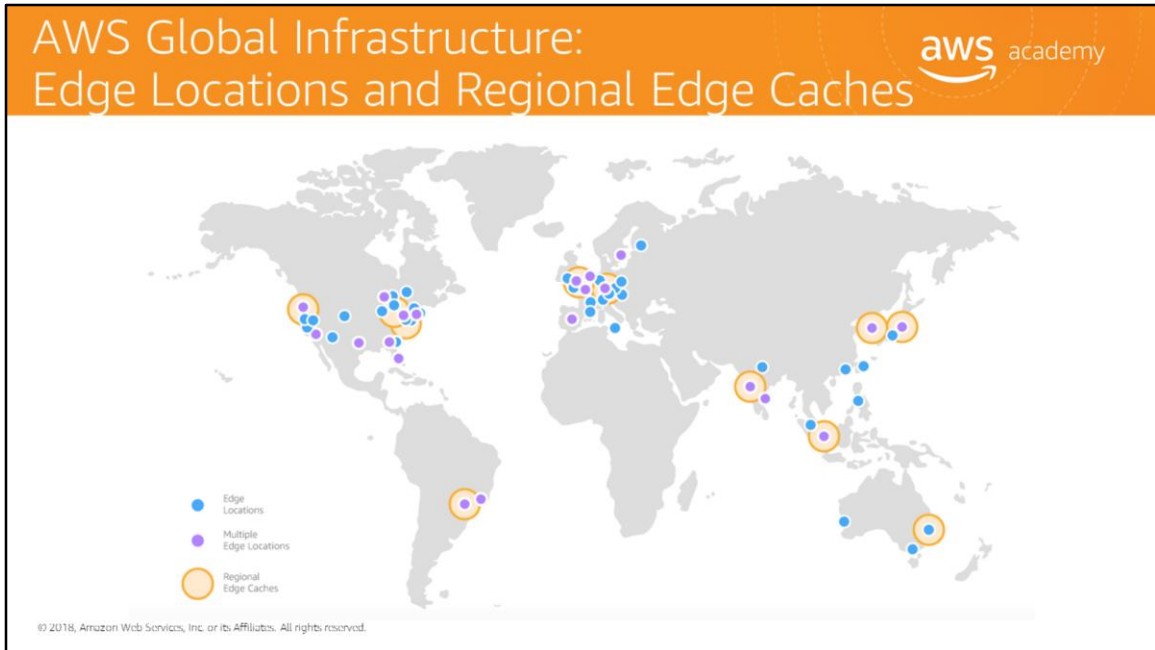 AWS Global Infrastructure:
Edge Locations and Regional Edge Caches
aws academy
Edge
Locations
Multiple
Edge Locations
Regional
Edge Caches
© 2018, Amazon Web Services, Inc. or its Affiliates. All rights reserved.